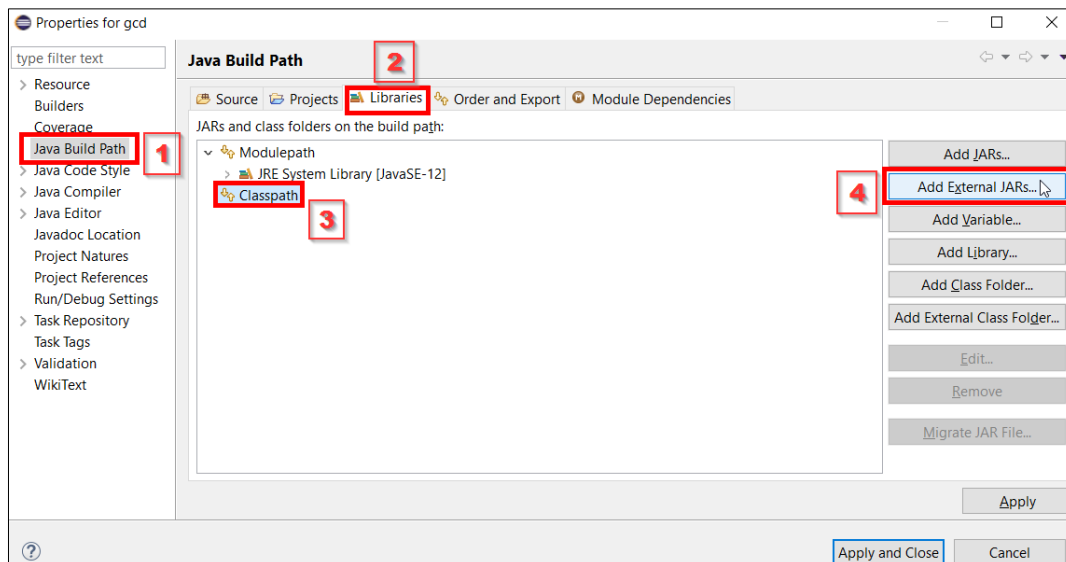 Properties for gcd
type filter text
Resource
Builders
Coverage
Java Build Path
1
Java Code Style
Java Compiler
Java Editor
Javadoc Location
Project Natures
Project References
Run/Debug Settings
Task Repository
Task Tags
Validation
WikiText
Java Build Path
2
Source Projects Libraries Order and Export Module Dependencies
JARs and class folders on the build path:
Modulepath
JRE System Library [JavaSE-12]
Classpath
3
4
Add JARs...
Add External JARs...
Add Variable...
Add Library...
Add Class Folder...
Add External Class Folder...
Edit...
Remove
Migrate JAR File...
Apply
? Apply and Close Cancel